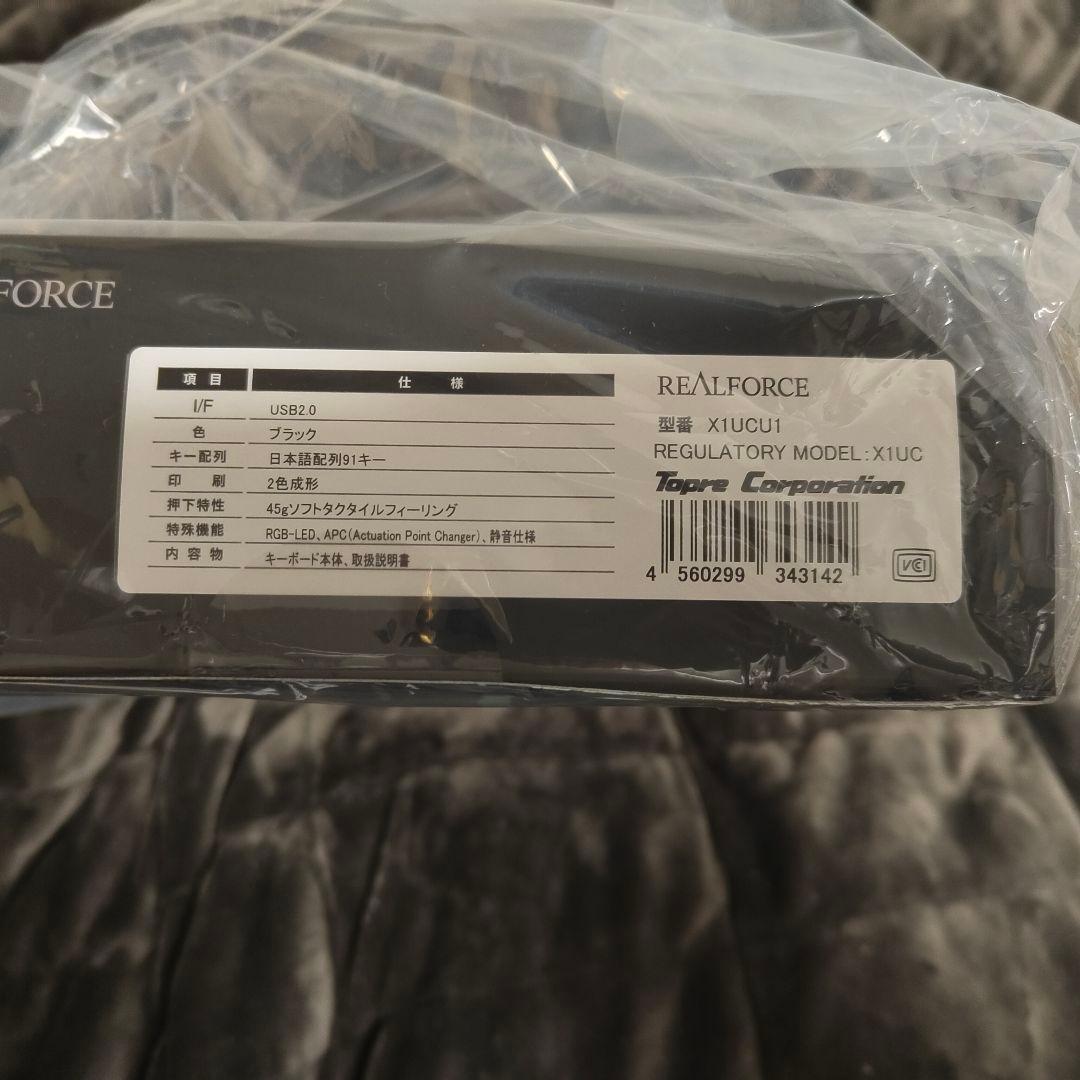 FORCE
項目 仕様
I/F USB2.0
色 ブラック
キー配列 日本語配列91キー
印刷 2色成形
押下特性 45gソフトタクタイルフィーリング
特殊機能 RGB-LED、APC(Actuation Point Changer)、静音仕様
内容物 キーボード本体、取扱説明書
REALFORCE
型番 X1UCU1
REGULATORY MODEL:X1UC
Topre Corporation
4 560299 343142
VCI